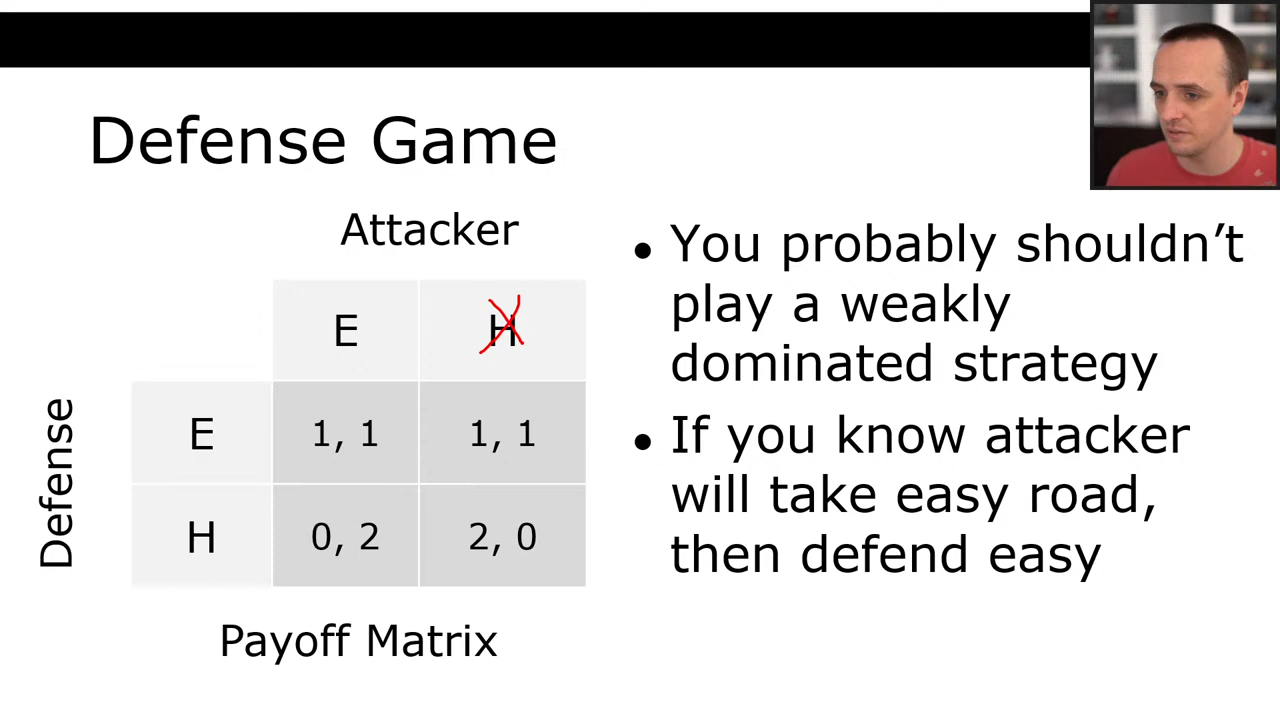 Defense Game
Attacker
E H
Defense
E 1, 1 1, 1
H 0, 2 2, 0
Payoff Matrix
• You probably shouldn’t
play a weakly
dominated strategy
• If you know attacker
will take easy road,
then defend easy